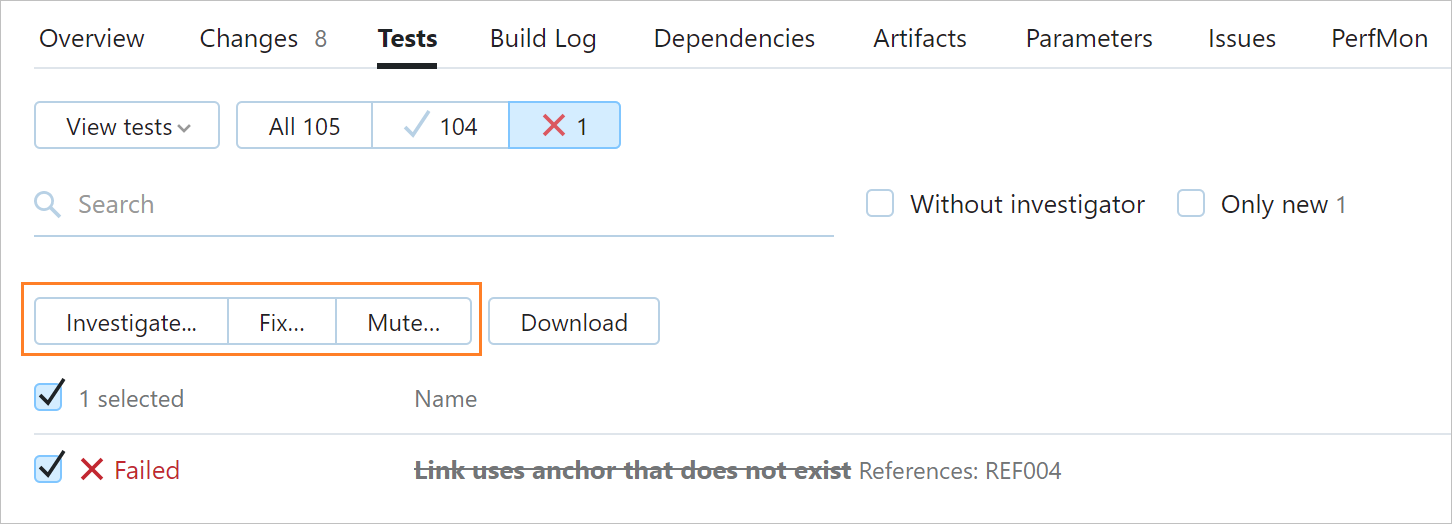 Overview Changes 8 Tests Build Log Dependencies Artifacts Parameters Issues PerfMon
View tests All 105 104 1
Search Without investigator Only new 1
Investigate... Fix... Mute... Download
1 selected Name
Failed Link uses anchor that does not exist References: REF004